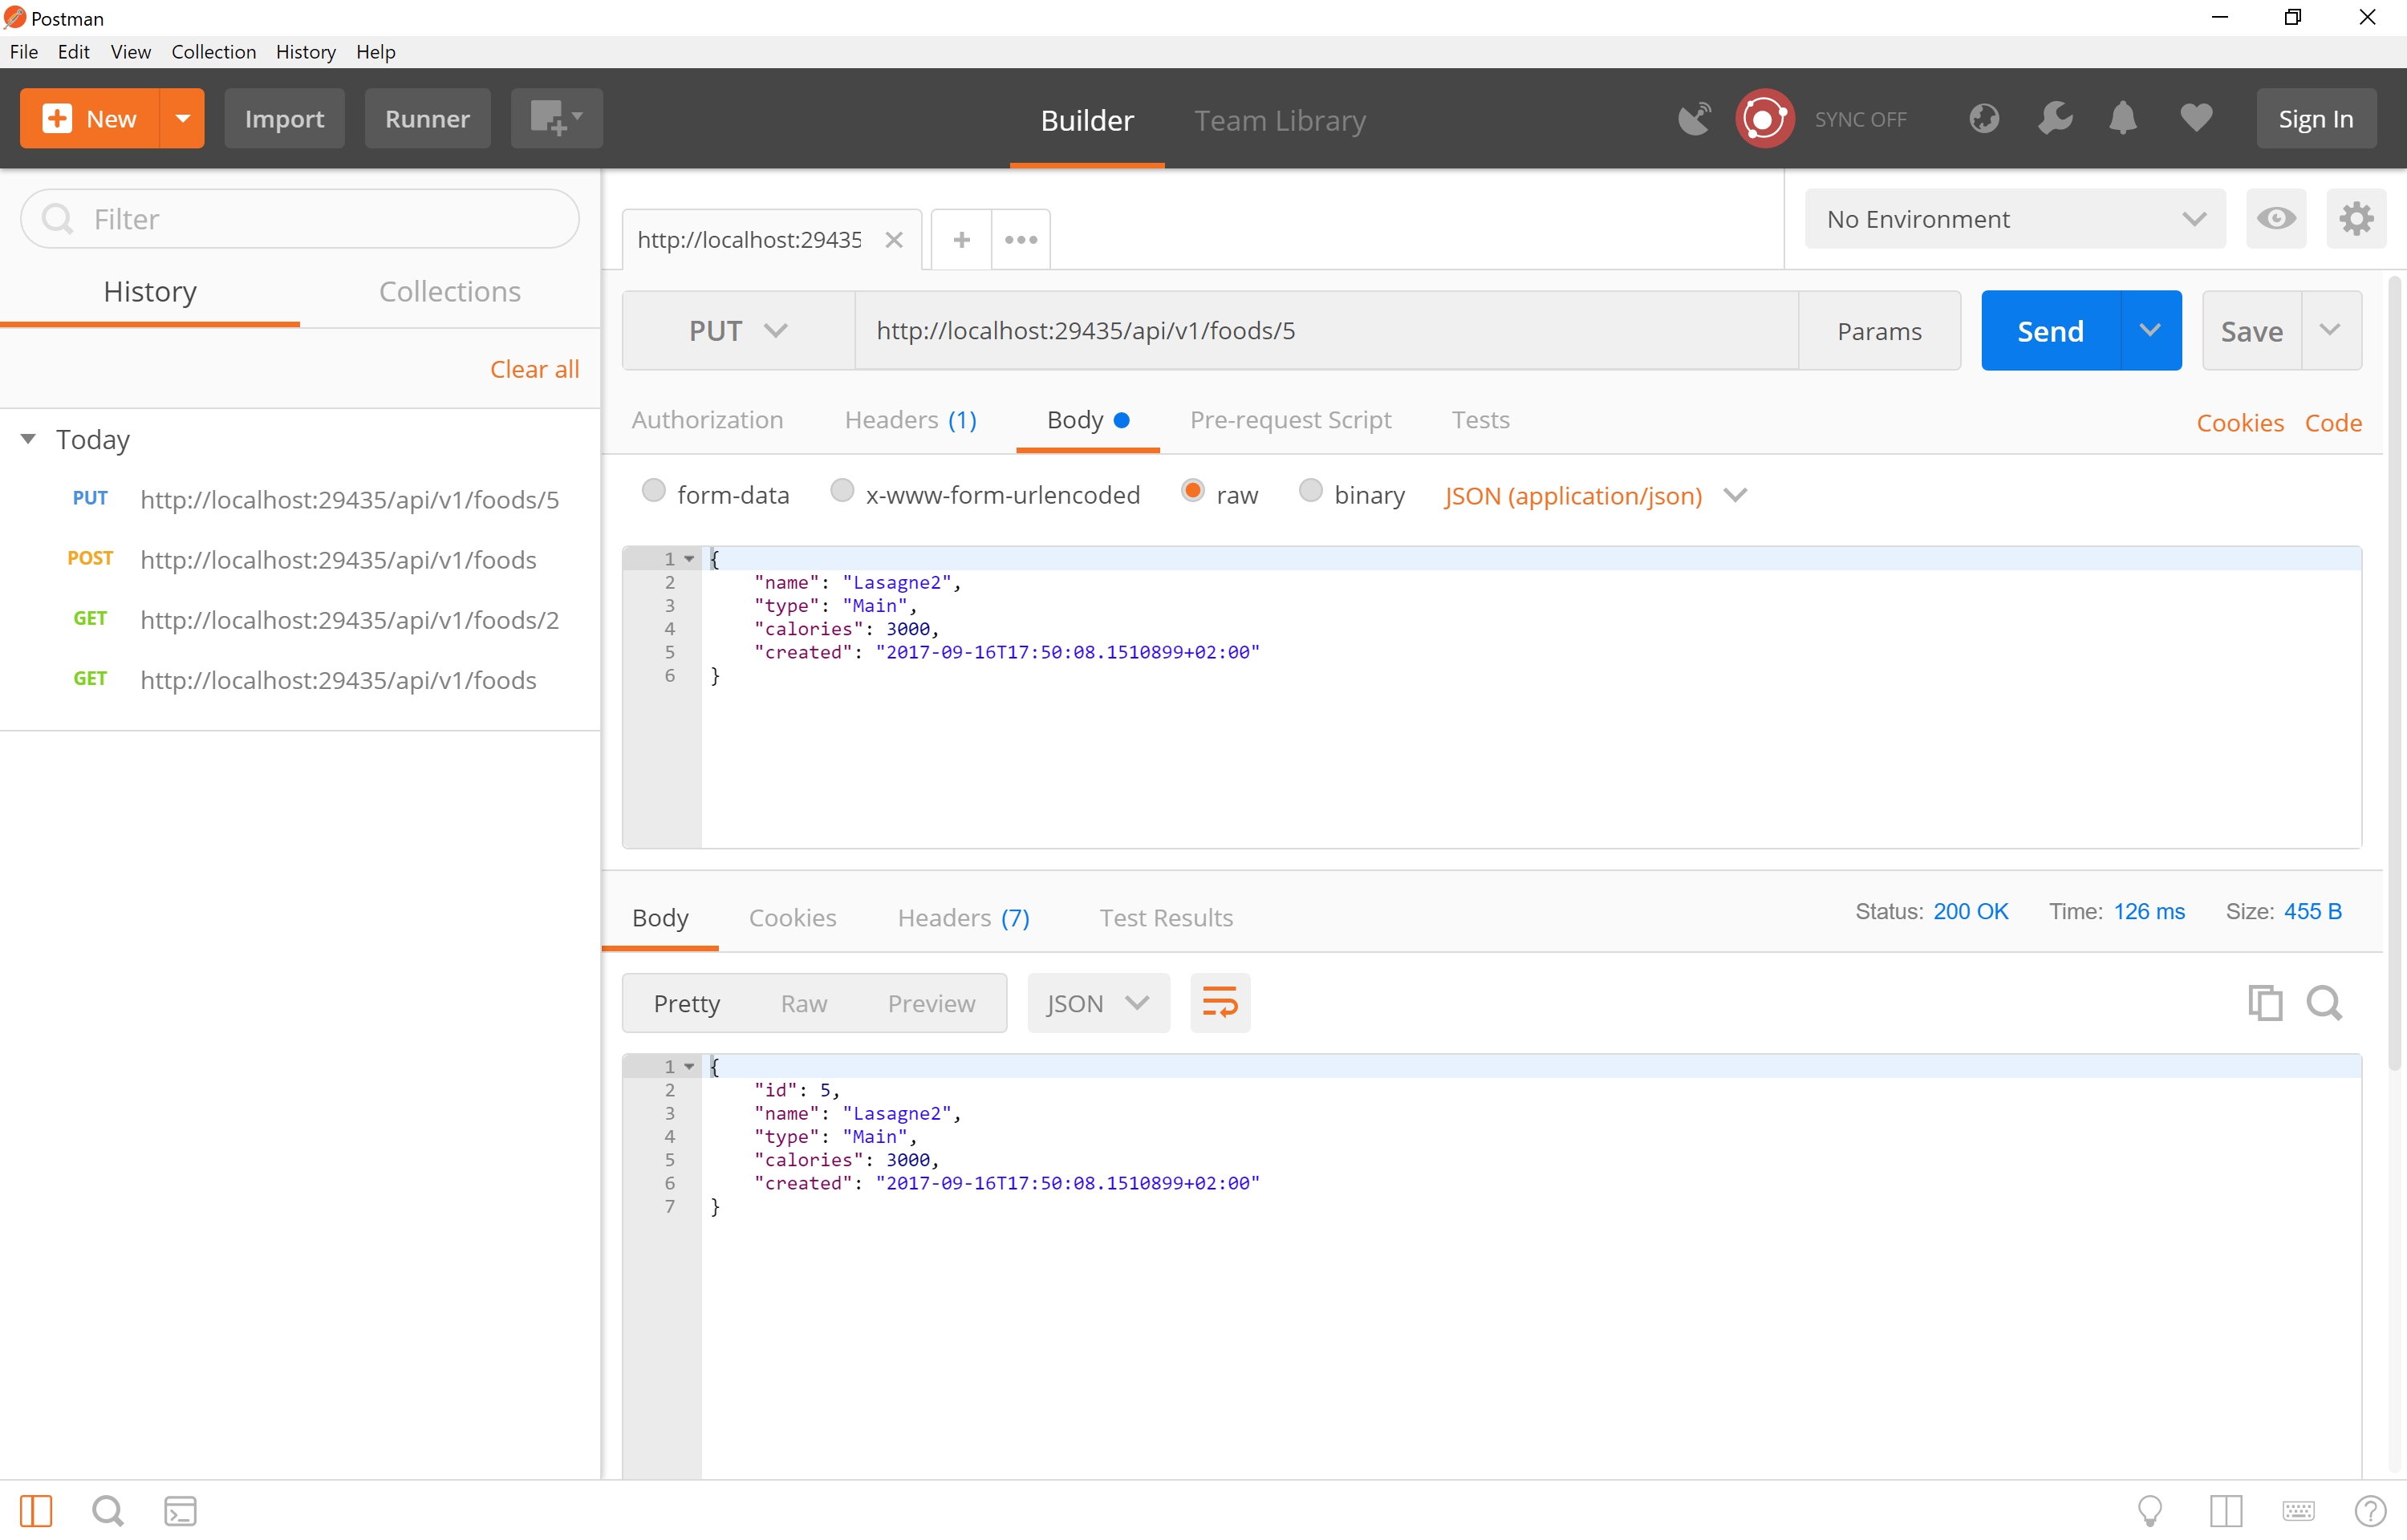 Postman
File Edit View Collection History Help
New Import Runner Builder Team Library SYNC OFF Sign In
Filter
History Collections
Clear all
Today
PUT http://localhost:29435/api/v1/foods/5
POST http://localhost:29435/api/v1/foods
GET http://localhost:29435/api/v1/foods/2
GET http://localhost:29435/api/v1/foods
http://localhost:29435 No Environment
PUT http://localhost:29435/api/v1/foods/5 Params Send Save
Authorization Headers (1) Body Pre-request Script Tests Cookies Code
form-data x-www-form-urlencoded raw binary JSON (application/json)
1 {
2 "name": "Lasagne2",
3 "type": "Main",
4 "calories": 3000,
5 "created": "2017-09-16T17:50:08.1510899+02:00"
6 }
Body Cookies Headers (7) Test Results Status: 200 OK Time: 126 ms Size: 455 B
Pretty Raw Preview JSON
1 {
2 "id": 5,
3 "name": "Lasagne2",
4 "type": "Main",
5 "calories": 3000,
6 "created": "2017-09-16T17:50:08.1510899+02:00"
7 }